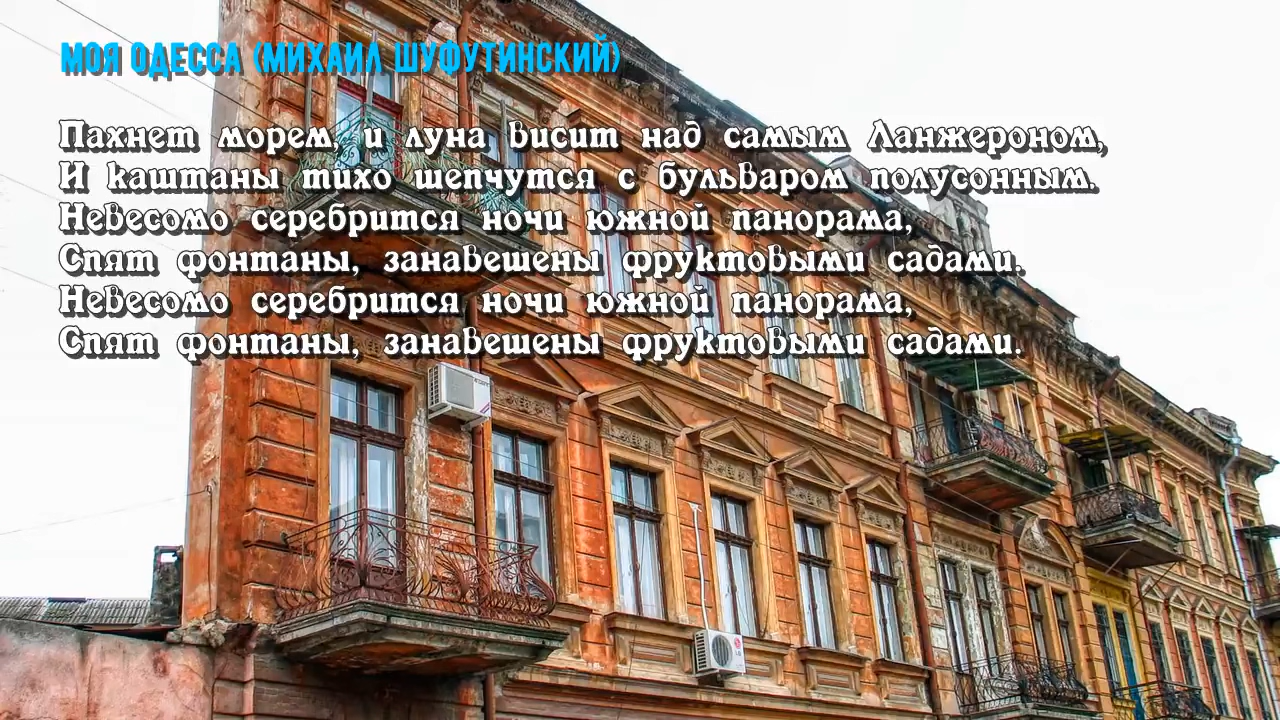 МОЯ ОДЕССА (МИХАИЛ ШУФУТИНСКИЙ)
Пахнет морем, и луна висит над самым Ланжероном,
И каштаны тихо шепчутся с бульваром полусонным.
Невесомо серебрится ночи южной панорама,
Спят фонтаны, занавешены фруктовыми садами.
Невесомо серебрится ночи южной панорама,
Спят фонтаны, занавешены фруктовыми садами.
LG